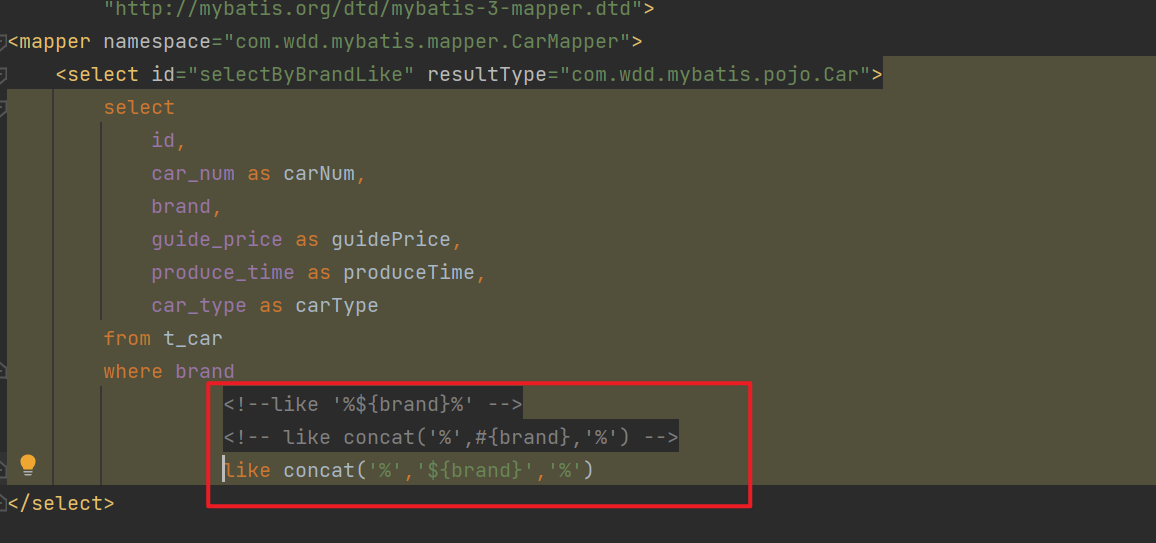 "http://mybatis.org/dtd/mybatis-3-mapper.dtd">
<mapper namespace="com.wdd.mybatis.mapper.CarMapper">
<select id="selectByBrandLike" resultType="com.wdd.mybatis.pojo.Car">
select
id,
car_num as carNum,
brand,
guide_price as guidePrice,
produce_time as produceTime,
car_type as carType
from t_car
where brand
<!--like '%${brand}%' -->
<!-- like concat('%',#{brand},'%') -->
like concat('%','${brand}','%')
</select>